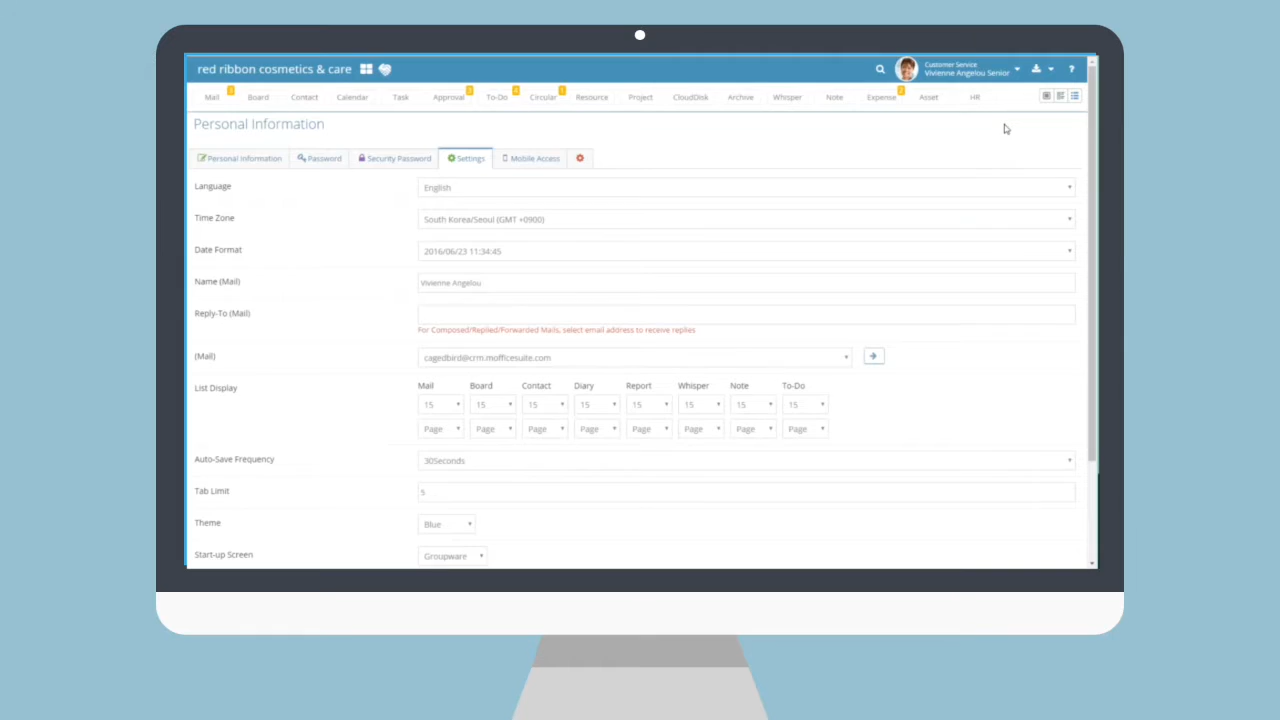 red ribbon cosmetics & care
Customer Service
Vivienne Angelou Senior
?
Mail Board Contact Calendar Task Approval To-Do Circular Resource Project CloudDisk Archive Whisper Note Expense Asset HR
Personal Information
Personal Information Password Security Password Settings Mobile Access
Language English
Time Zone South Korea/Seoul (GMT +0900)
Date Format 2016/06/23 11:34:45
Name (Mail) Vivienne Angelou
Reply-To (Mail)
For Composed/Replied/Forwarded Mails, select email address to receive replies
(Mail) cagedbird@crm.mofficesuite.com
List Display Mail Board Contact Diary Report Whisper Note To-Do
15 15 15 15 15 15 15 15
Page Page Page Page Page Page Page Page
Auto-Save Frequency 30Seconds
Tab Limit 5
Theme Blue
Start-up Screen Groupware